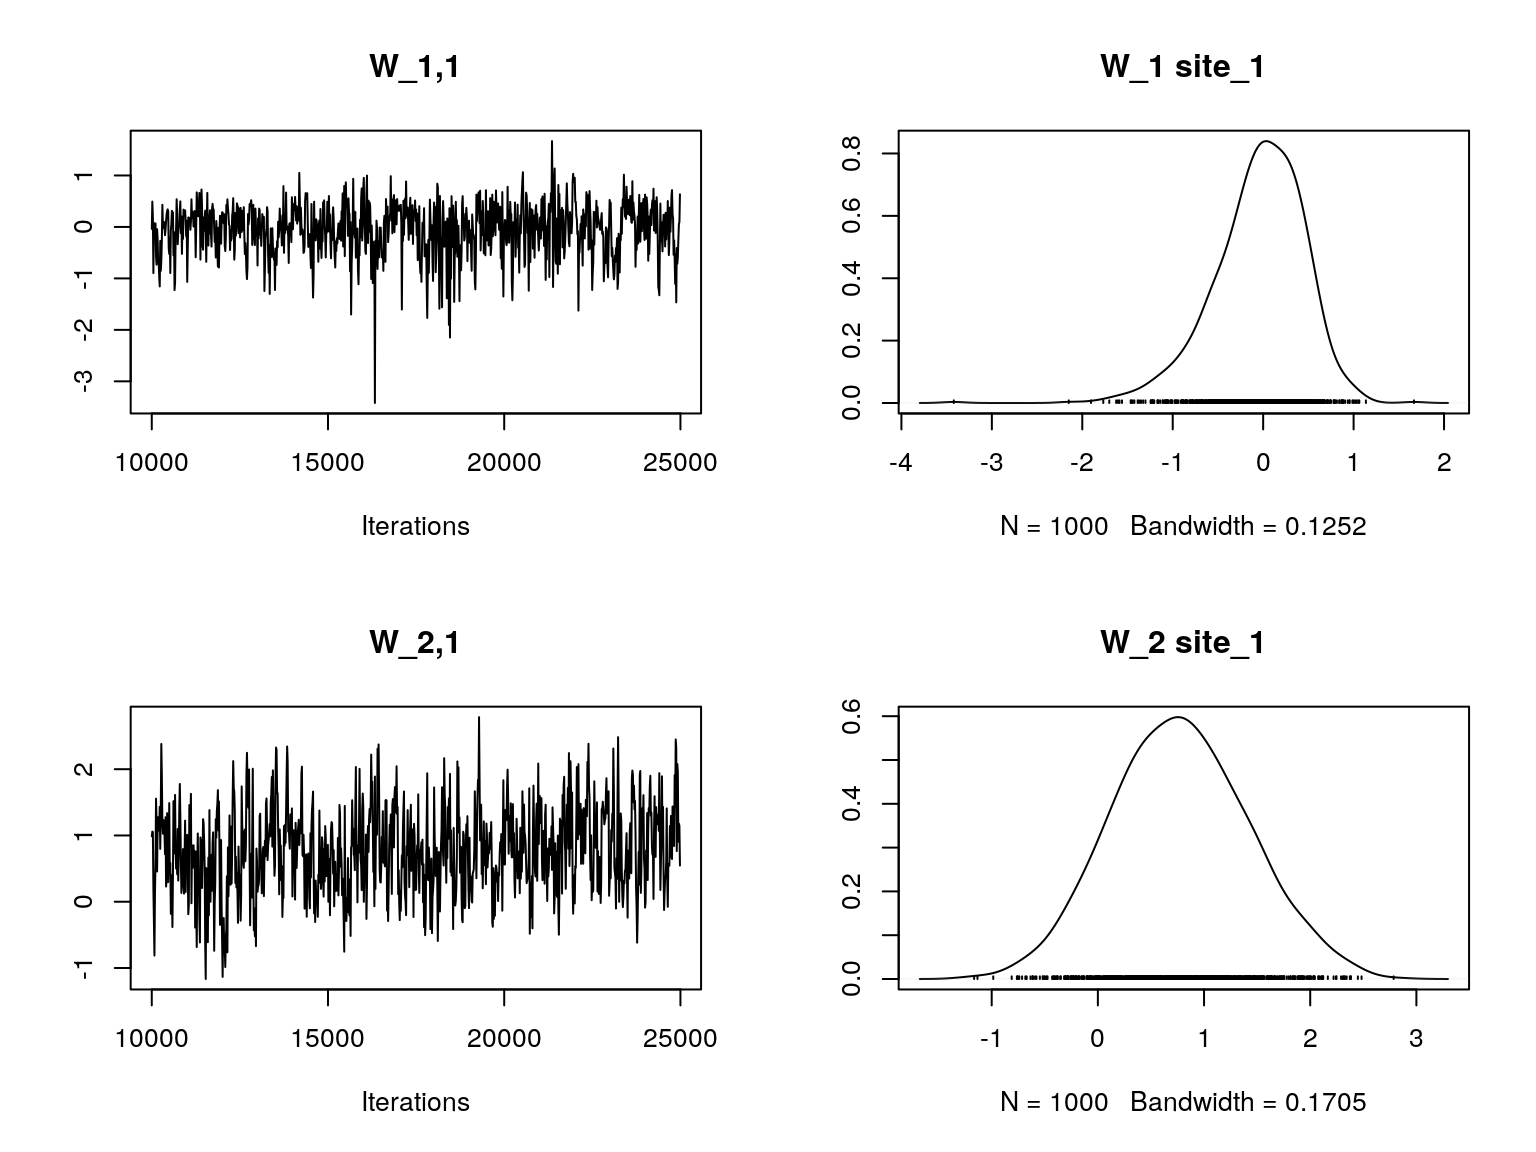 W_1,1
1
0
-1
-2
-3
10000 15000 20000 25000
Iterations
W_1 site_1
0.8
0.6
0.4
0.2
0.0
-4 -3 -2 -1 0 1 2
N = 1000 Bandwidth = 0.1252
W_2,1
2
1
0
-1
10000 15000 20000 25000
Iterations
W_2 site_1
0.6
0.4
0.2
0.0
-1 0 1 2 3
N = 1000 Bandwidth = 0.1705